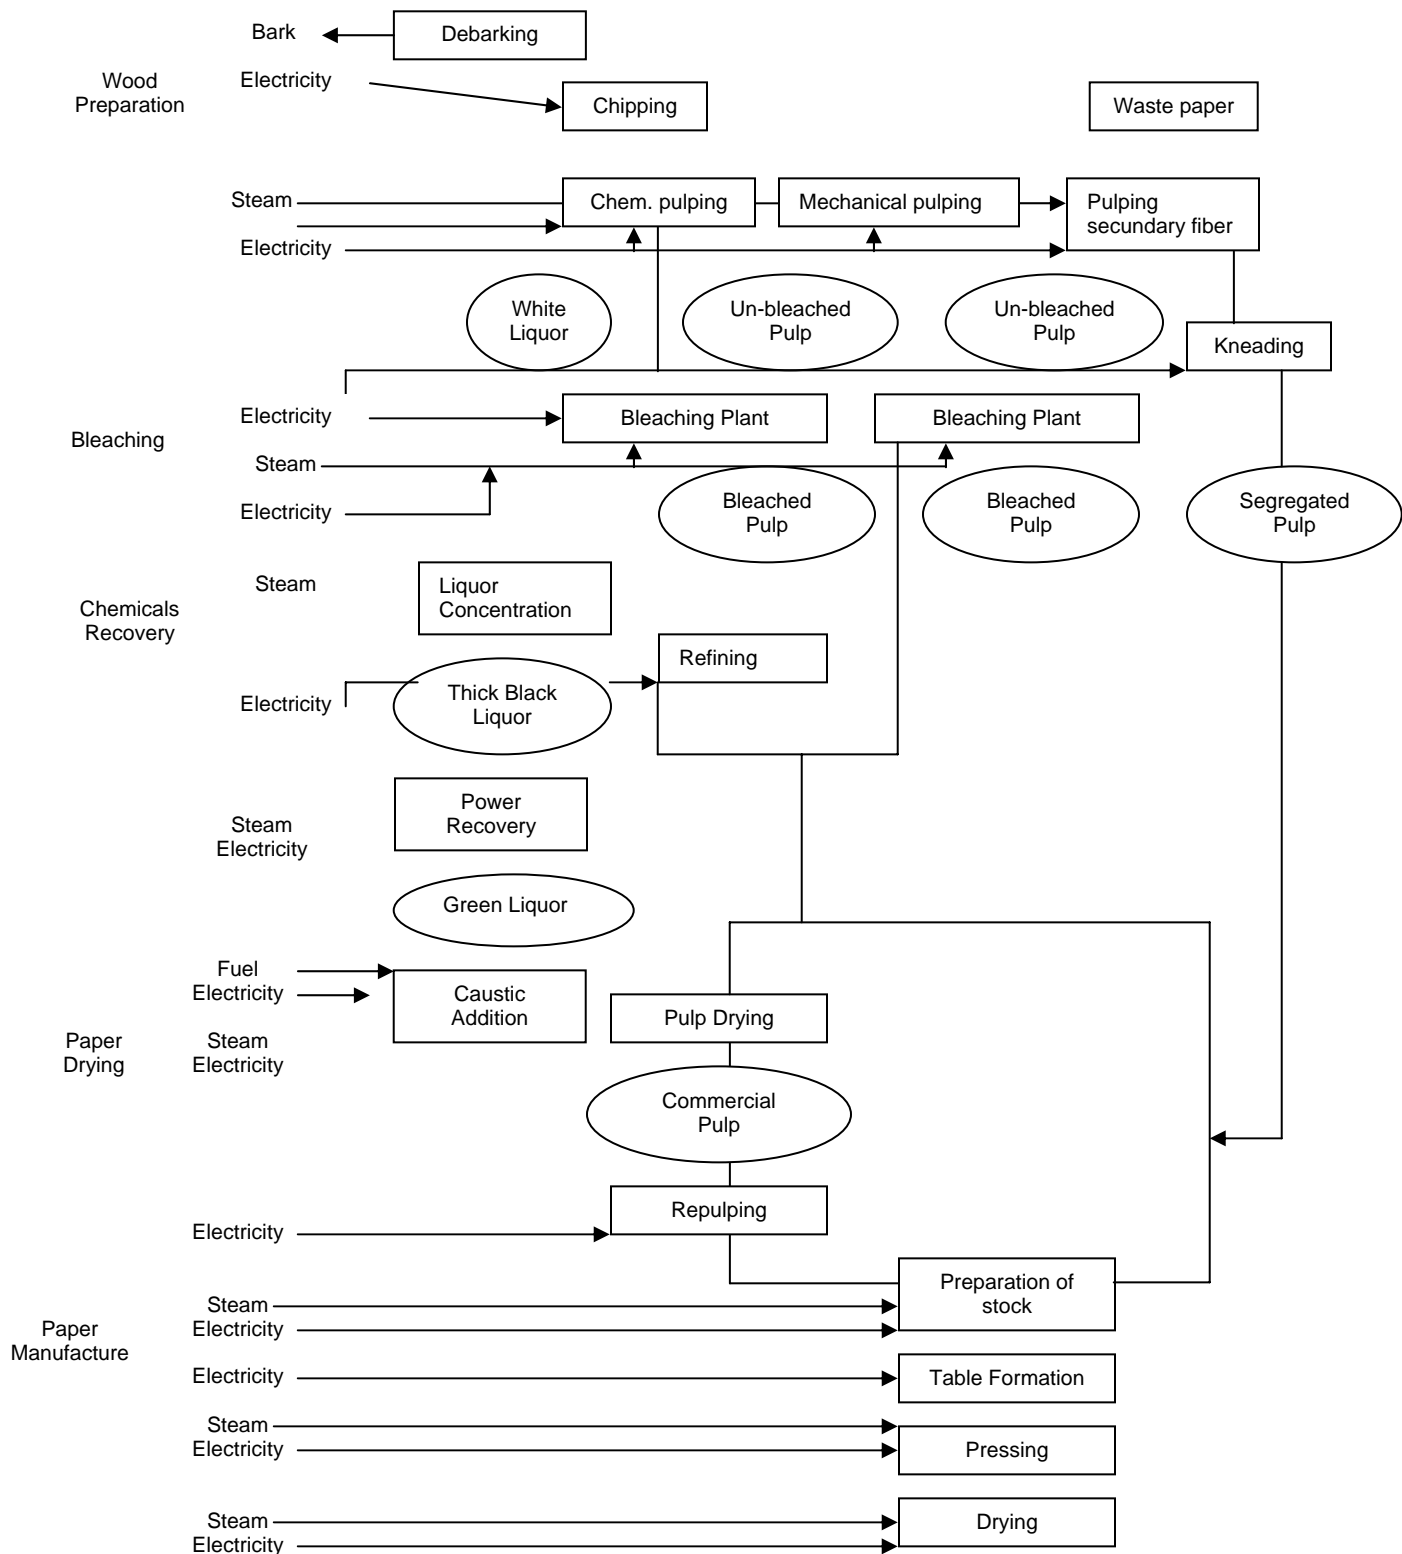 Bark
Debarking
Wood
Preparation
Electricity
Chipping
Waste paper
Steam
Chem. pulping
Mechanical pulping
Pulping
secundary fiber
Electricity
White
Liquor
Un-bleached
Pulp
Un-bleached
Pulp
Kneading
Electricity
Bleaching Plant
Bleaching Plant
Bleaching
Steam
Electricity
Bleached
Pulp
Bleached
Pulp
Segregated
Pulp
Steam
Liquor
Concentration
Chemicals
Recovery
Refining
Electricity
Thick Black
Liquor
Power
Recovery
Steam
Electricity
Green Liquor
Fuel
Electricity
Caustic
Addition
Pulp Drying
Paper
Drying
Steam
Electricity
Commercial
Pulp
Repulping
Electricity
Preparation of
stock
Steam
Electricity
Paper
Manufacture
Electricity
Table Formation
Steam
Electricity
Pressing
Steam
Electricity
Drying